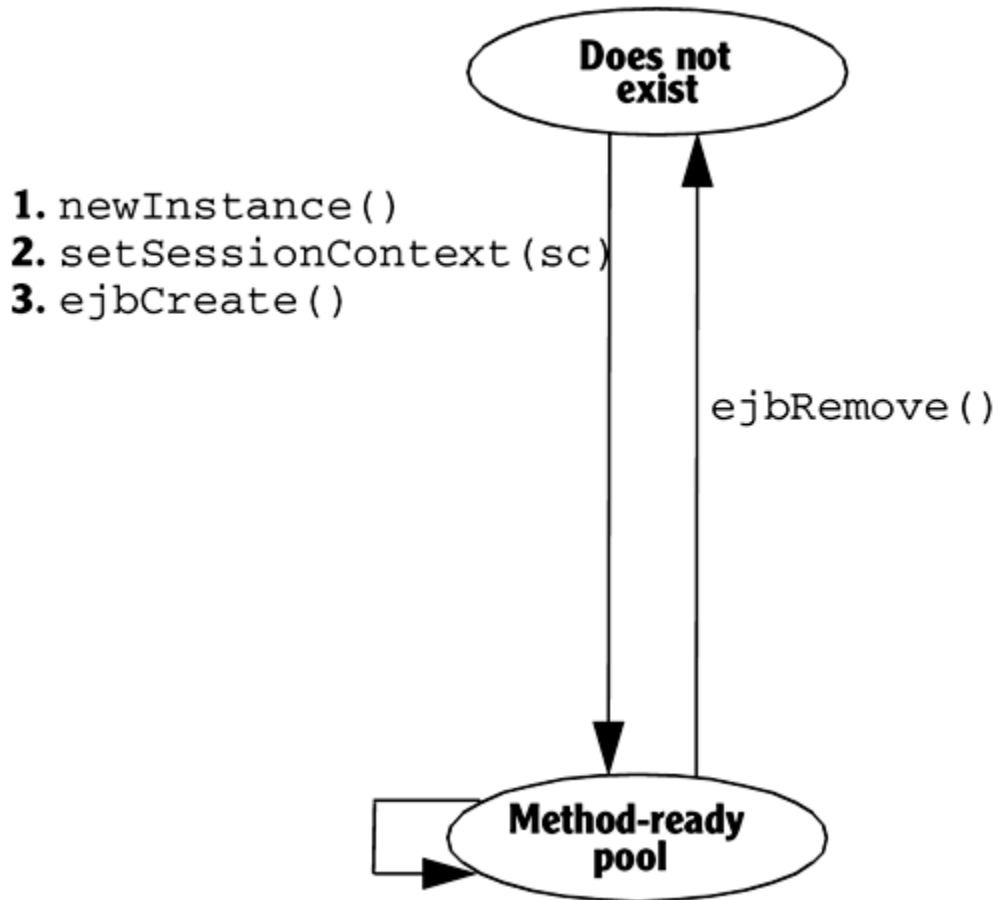 Does not
exist
1. newInstance()
2. setSessionContext(sc)
3. ejbCreate()
ejbRemove()
Method-ready
pool